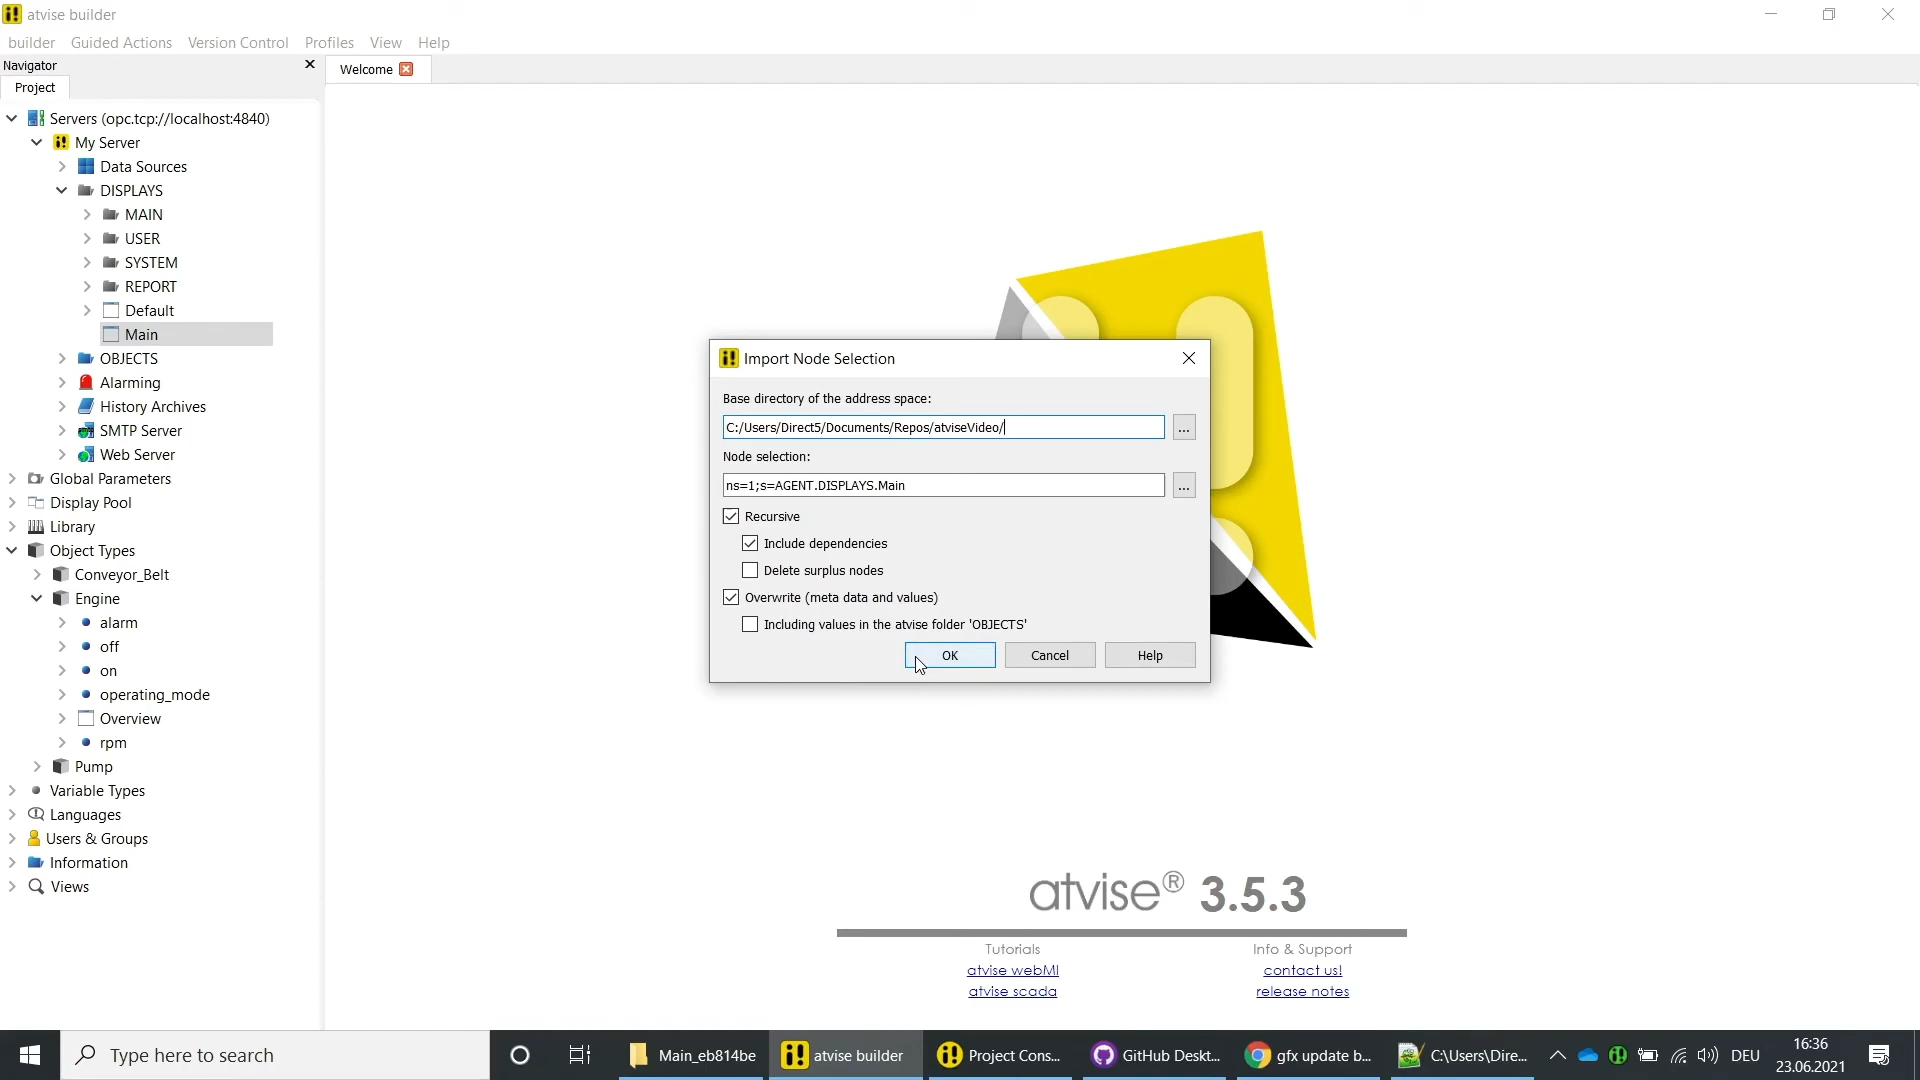 atvise builder
builder Guided Actions Version Control Profiles View Help
Navigator
Project
Welcome
Servers (opc.tcp://localhost:4840)
My Server
Data Sources
DISPLAYS
MAIN
USER
SYSTEM
REPORT
Default
Main
OBJECTS
Alarming
History Archives
SMTP Server
Web Server
Global Parameters
Display Pool
Library
Object Types
Conveyor_Belt
Engine
alarm
off
on
operating_mode
Overview
rpm
Pump
Variable Types
Languages
Users & Groups
Information
Views
Import Node Selection
Base directory of the address space:
C:/Users/Direct5/Documents/Repos/atviseVideo/
...
Node selection:
ns=1;s=AGENT.DISPLAYS.Main
...
Recursive
Include dependencies
Delete surplus nodes
Overwrite (meta data and values)
Including values in the atvise folder 'OBJECTS'
OK Cancel Help
atvise® 3.5.3
Tutorials
atvise webMI
atvise scada
Info & Support
contact us!
release notes
Type here to search
Main_eb814be
atvise builder
Project Cons...
GitHub Deskt...
gfx update b...
C:\Users\Dire...
DEU
16:36
23.06.2021